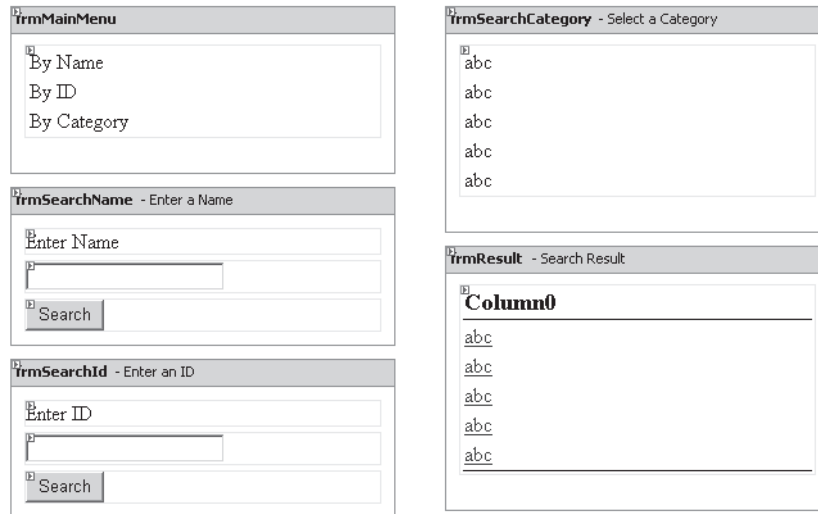 frmMainMenu
By Name
By ID
By Category
frmSearchName - Enter a Name
Enter Name
Search
frmSearchId - Enter an ID
Enter ID
Search
frmSearchCategory - Select a Category
abc
abc
abc
abc
abc
frmResult - Search Result
Column0
abc
abc
abc
abc
abc